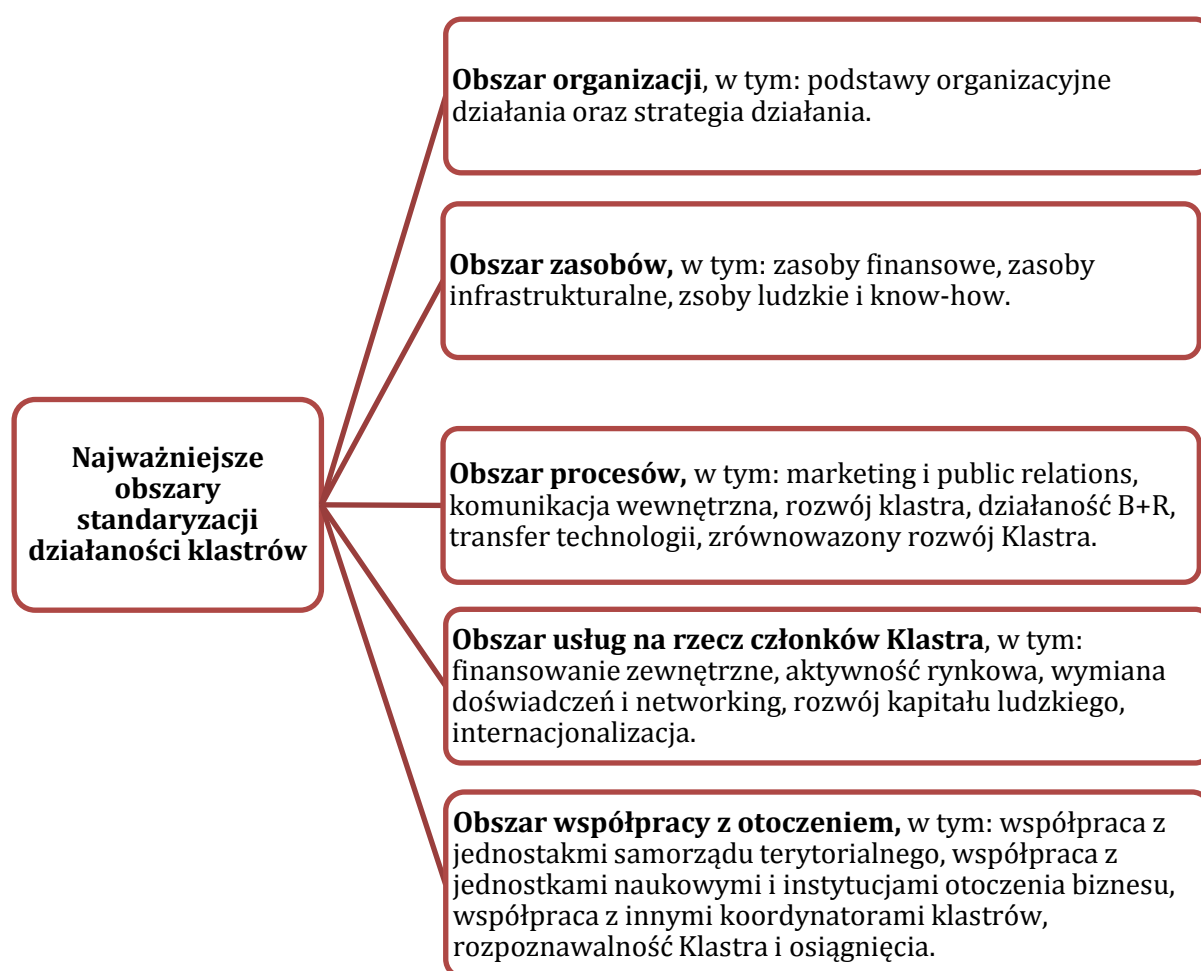 Obszar organizacji, w tym: podstawy organizacyjne
działania oraz strategia działania.
Obszar zasobów, w tym: zasoby finansowe, zasoby
infrastrukturalne, zsoby ludzkie i know-how.
Najważniejsze
obszary
standaryzacji
działaności klastrów
Obszar procesów, w tym: marketing i public relations,
komunikacja wewnętrzna, rozwój klastra, działaność B+R,
transfer technologii, zrównowazony rozwój Klastra.
Obszar usług na rzecz członków Klastra, w tym:
finansowanie zewnętrzne, aktywność rynkowa, wymiana
doświadczeń i networking, rozwój kapitału ludzkiego,
internacjonalizacja.
Obszar współpracy z otoczeniem, w tym: współpraca z
jednostakmi samorządu terytorialnego, współpraca z
jednostkami naukowymi i instytucjami otoczenia biznesu,
współpraca z innymi koordynatorami klastrów,
rozpoznawalność Klastra i osiągnięcia.